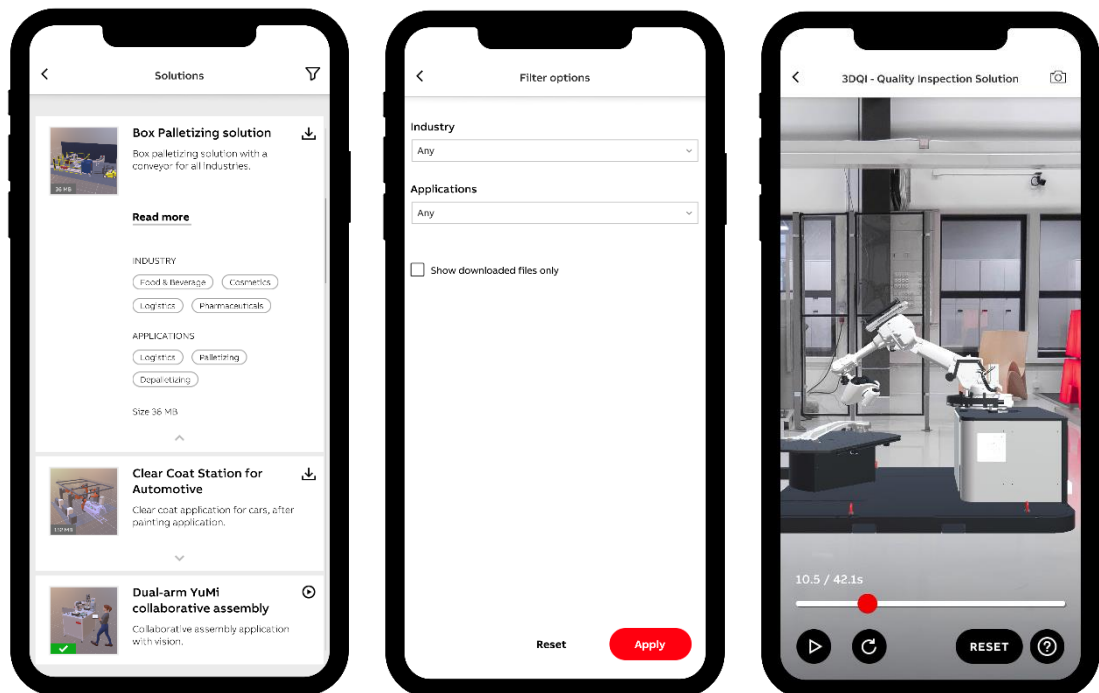 Solutions
Box Palletizing solution
Box palletizing solution with a
conveyor for all Industries.
36 MB
Read more
INDUSTRY
Food & Beverage
Cosmetics
Logistics
Pharmaceuticals
APPLICATIONS
Logistics
Palletizing
Depalletizing
Size 36 MB
Clear Coat Station for
Automotive
Clear coat application for cars, after
painting application.
Dual-arm YuMi
collaborative assembly
Collaborative assembly application
with vision.
Filter options
Industry
Any
Applications
Any
Show downloaded files only
Reset
Apply
3DQI - Quality Inspection Solution
10.5 / 42.1s
RESET
?